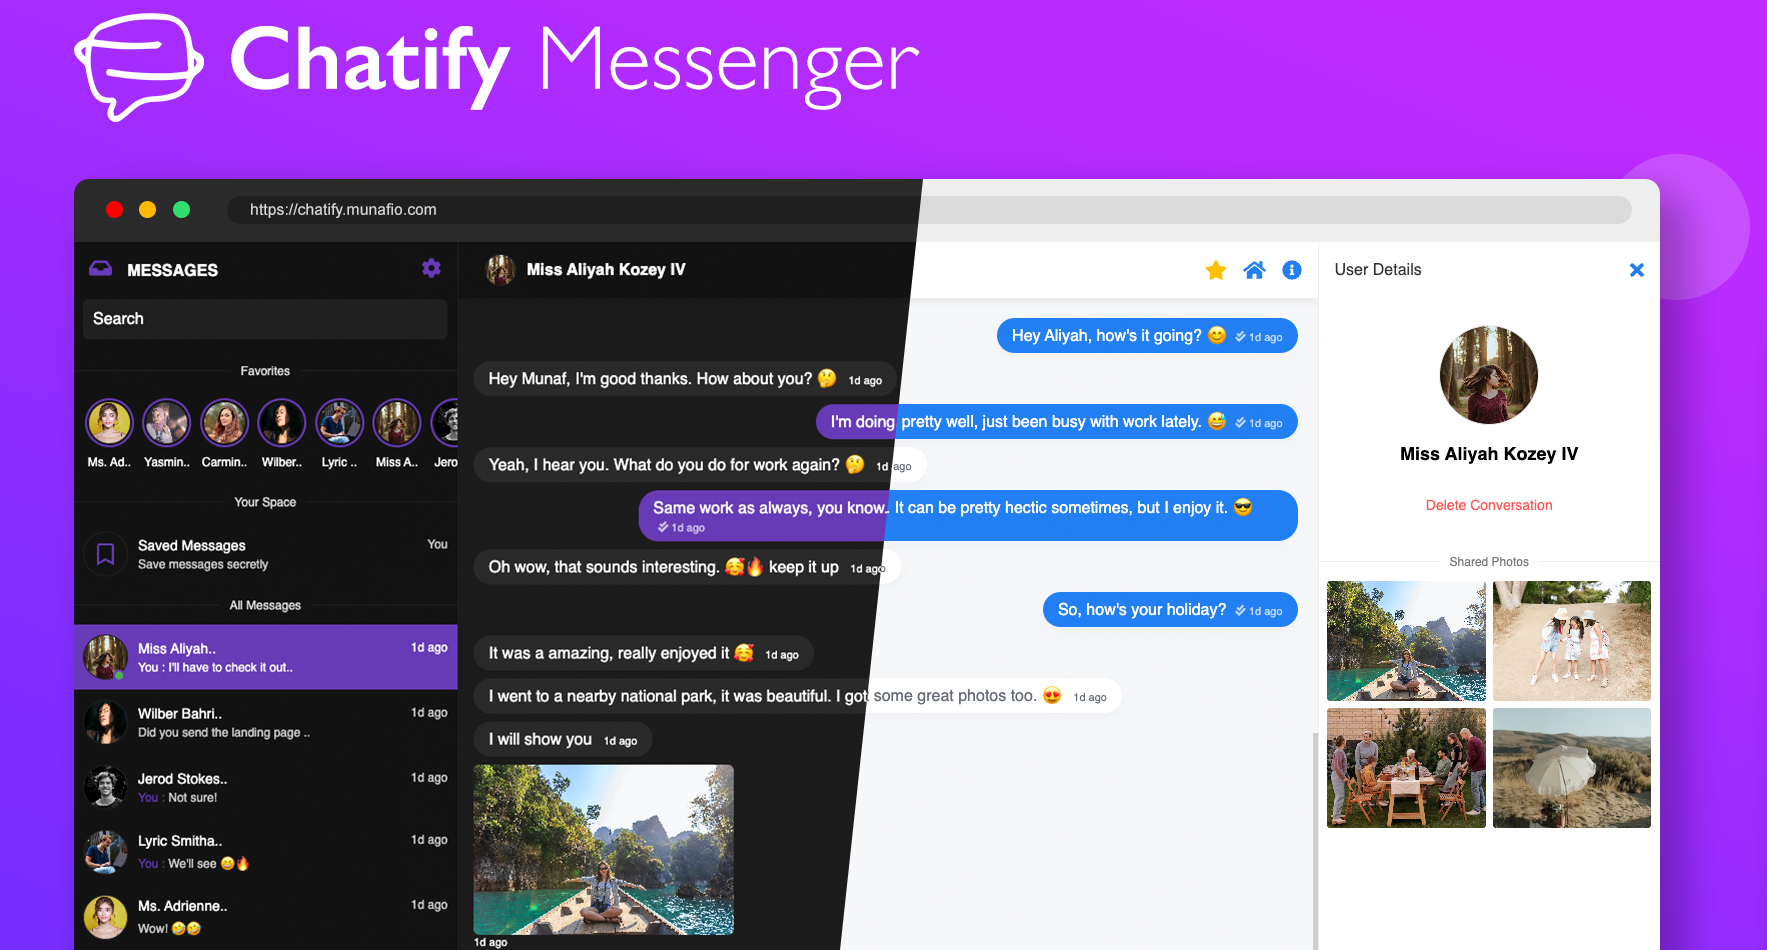 Chatify Messenger
https://chatify.munafio.com
MESSAGES
Search
Favorites
Ms. Ad..
Yasmin..
Carmin..
Wilber..
Lyric ..
Miss A..
Jero
Your Space
Saved Messages
You
Save messages secretly
All Messages
Miss Aliyah..
1d ago
You : I'll have to check it out..
Wilber Bahri..
1d ago
Did you send the landing page ..
Jerod Stokes..
1d ago
You : Not sure!
Lyric Smitha..
1d ago
You : We'll see 😄🔥
Ms. Adrienne..
1d ago
Wow! 🤣🤣
Miss Aliyah Kozey IV
Hey Aliyah, how's it going? 😊 1d ago
Hey Munaf, I'm good thanks. How about you? 🤔 1d ago
I'm doing pretty well, just been busy with work lately. 😅 1d ago
Yeah, I hear you. What do you do for work again? 🤔 1d ago
Same work as always, you know. It can be pretty hectic sometimes, but I enjoy it. 😎
1d ago
Oh wow, that sounds interesting. 🥰🔥 keep it up 1d ago
So, how's your holiday? 1d ago
It was a amazing, really enjoyed it 🥰 1d ago
I went to a nearby national park, it was beautiful. I got some great photos too. 😍 1d ago
I will show you 1d ago
1d ago
User Details
Miss Aliyah Kozey IV
Delete Conversation
Shared Photos